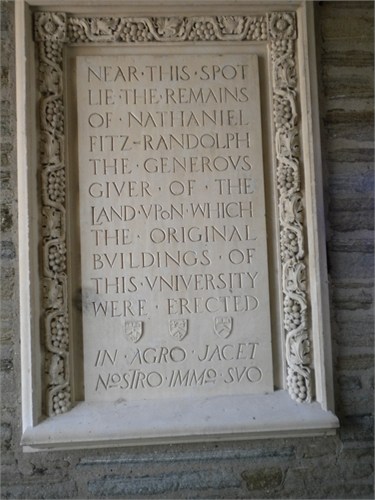 NEAR·THIS·SPOT
LIE·THE·REMAINS
OF·NATHANIEL
FITZ-RANDOLPH
THE·GENEROVS
GIVER·OF·THE
LAND·VPON·WHICH
THE·ORIGINAL
BVILDINGS·OF
THIS·VNIVERSITY
WERE·ERECTED
IN·AGRO·JACET
NOSTRO·IMMO·SVO